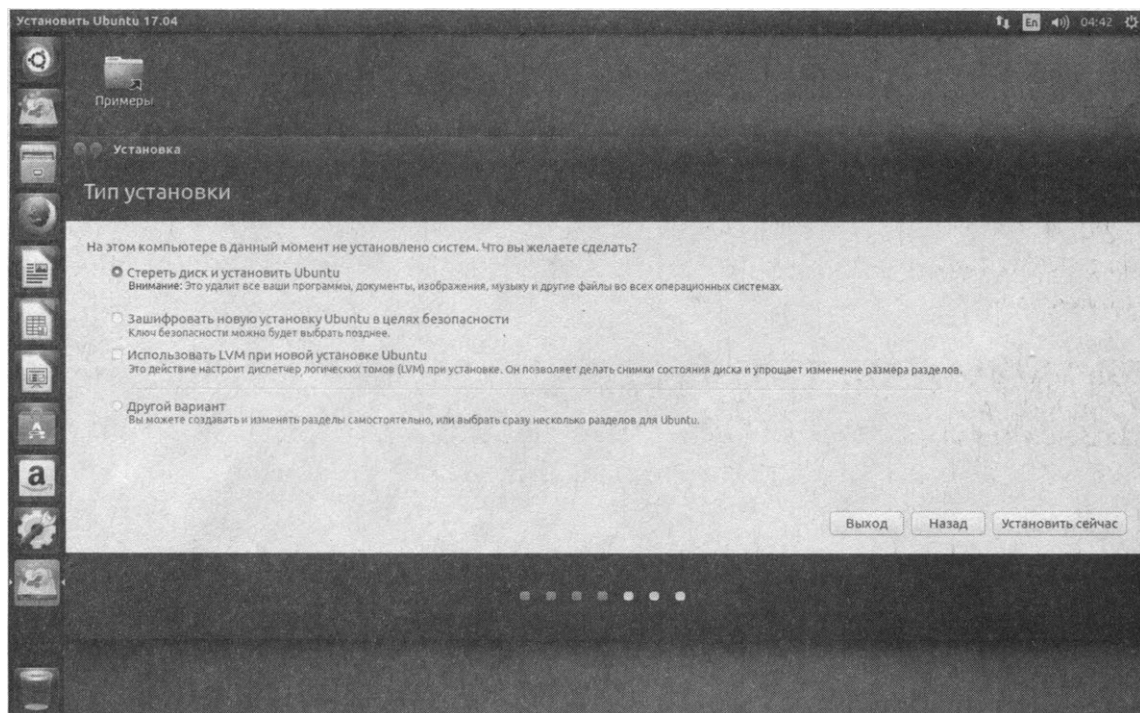 Установить Ubuntu 17.04
En
04:42
Примеры
Установка
Тип установки
На этом компьютере в данный момент не установлено систем. Что вы желаете сделать?
Стереть диск и установить Ubuntu
Внимание: Это удалит все ваши программы, документы, изображения, музыку и другие файлы во всех операционных системах.
Зашифровать новую установку Ubuntu в целях безопасности
Ключ безопасности можно будет выбрать позднее.
Использовать LVM при новой установке Ubuntu
Это действие настроит диспетчер логических томов (LVM) при установке. Он позволяет делать снимки состояния диска и упрощает изменение размера разделов.
Другой вариант
Вы можете создавать и изменять разделы самостоятельно, или выбрать сразу несколько разделов для Ubuntu.
A
a
Выход
Назад
Установить сейчас